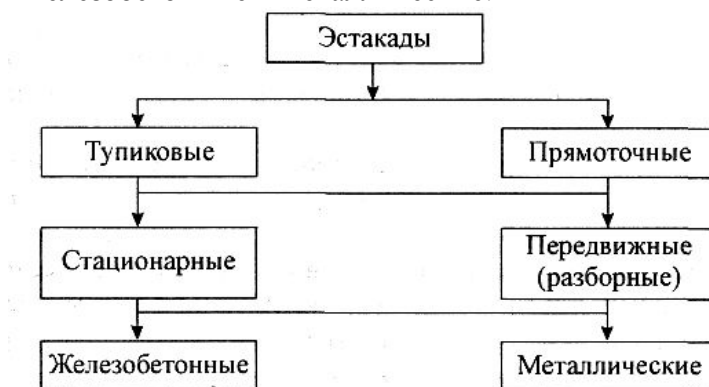 Эстакады
Тупиковые
Прямоточные
Стационарные
Передвижные
(разборные)
Железобетонные
Металлические